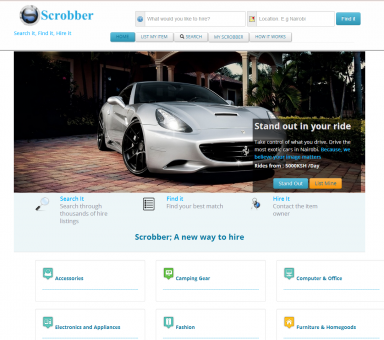 Scrobber
What would you like to hire?
Location E.g Nairobi
Find it
Search It, Find It, Hire It
HOME
LIST MY ITEM
SEARCH
MY SCROBBER
HOW IT WORKS
Stand out in your ride
Take control of what you drive. Drive the
most exotic cars in Nairobi. Because, we
believe your image matters
Rides from : 5000KSH /Day
Stand Out
List Mine
Search It
Search through
thousands of hire
listings
Find it
Find your best match
Hire It
Contact the item
owner
Scrobber; A new way to hire
Accessories
Camping Gear
Computer & Office
Electronics and Appliances
Fashion
Furniture & Homegoods